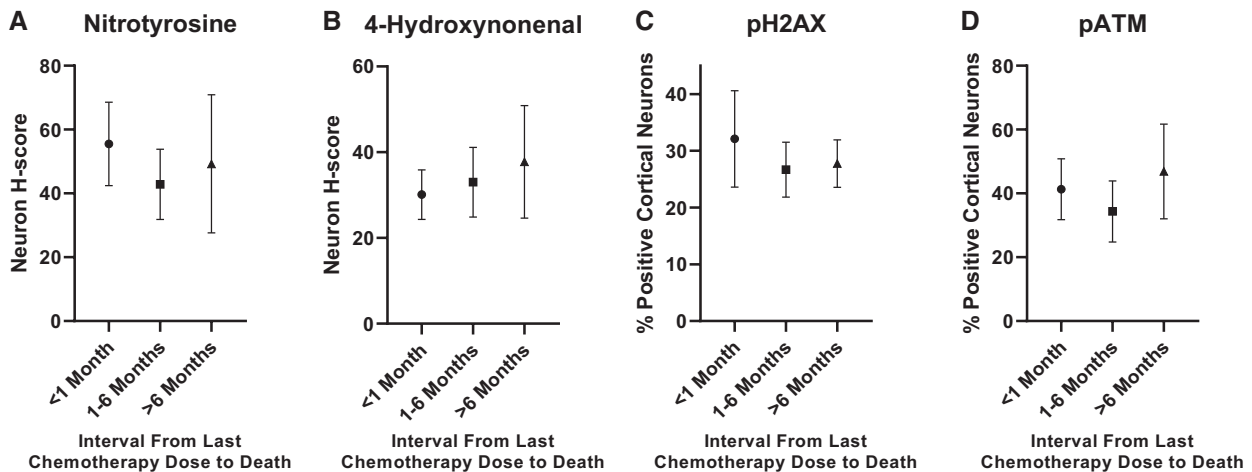 A Nitrotyrosine
Neuron H-score
80
60
40
20
0
<1 Month
1-6 Months
>6 Months
Interval From Last
Chemotherapy Dose to Death
B 4-Hydroxynonenal
Neuron H-score
60
40
20
0
<1 Month
1-6 Months
>6 Months
Interval From Last
Chemotherapy Dose to Death
C pH2AX
% Positive Cortical Neurons
40
30
20
10
0
<1 Month
1-6 Months
>6 Months
Interval From Last
Chemotherapy Dose to Death
D pATM
% Positive Cortical Neurons
80
60
40
20
0
<1 Month
1-6 Months
>6 Months
Interval From Last
Chemotherapy Dose to Death